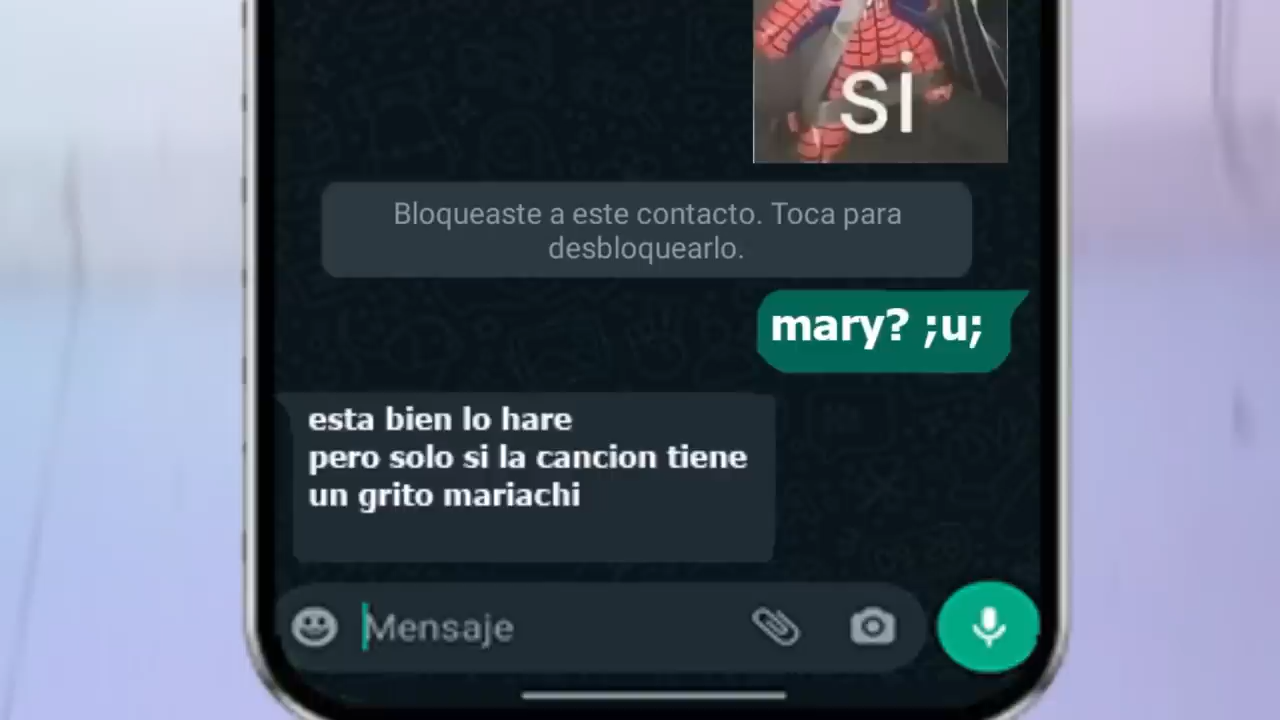 si
Bloqueaste a este contacto. Toca para
desbloquearlo.
mary? ;u;
esta bien lo hare
pero solo si la cancion tiene
un grito mariachi
Mensaje